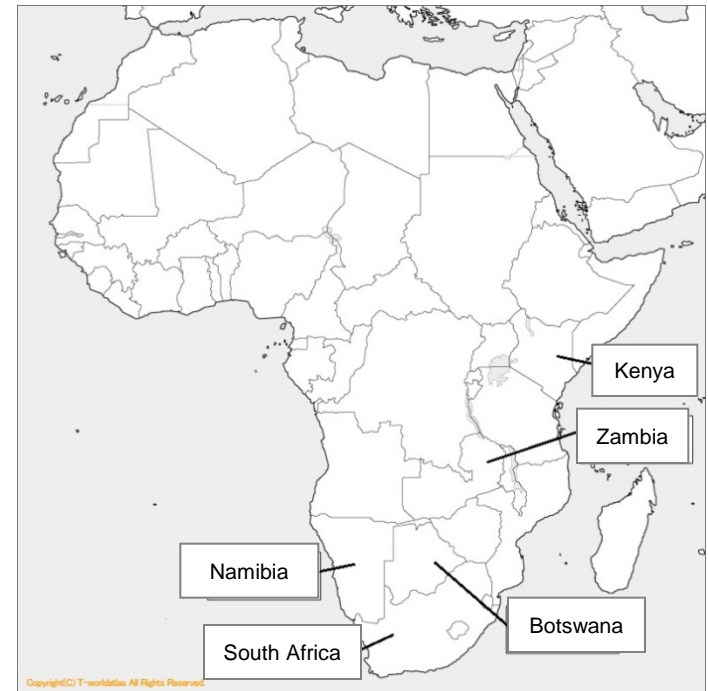 Kenya
Zambia
Namibia
Botswana
South Africa
Copyright(C) T-worldatlas All Rights Reserved.